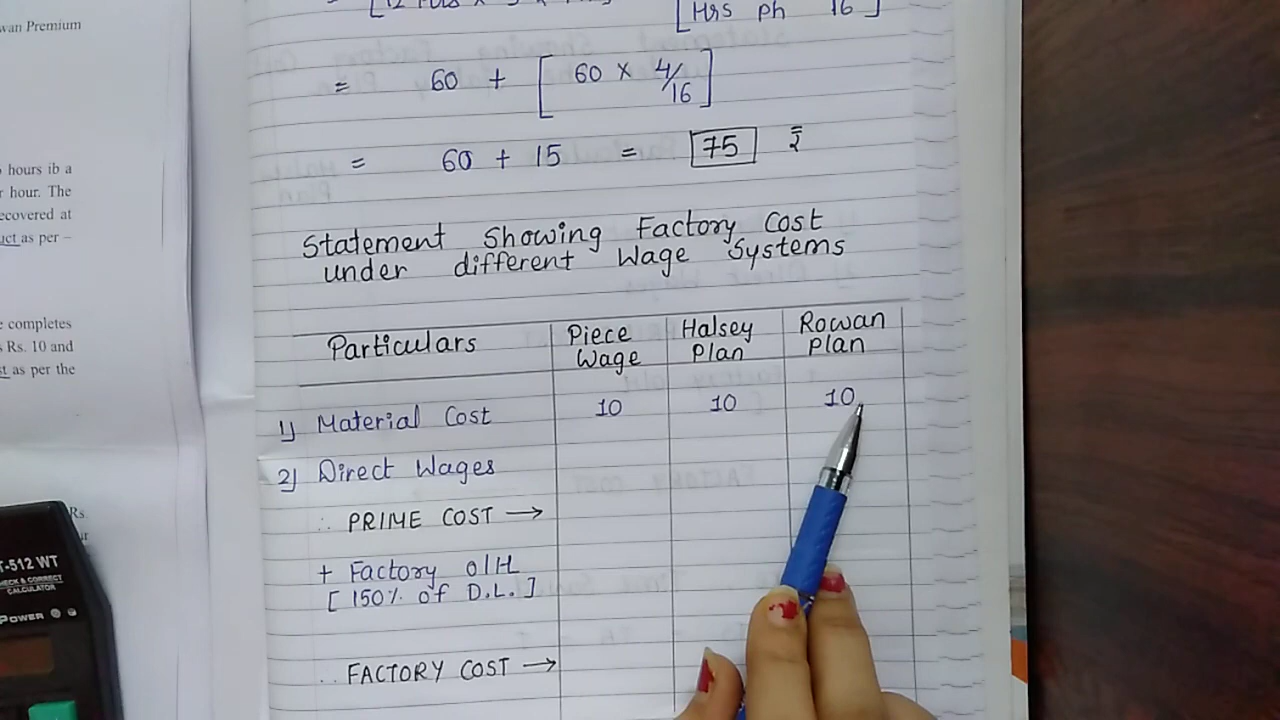 wan Premium
Hrs Ph 16 ]
= 60 + [ 60 × 4/16 ]
= 60 + 15 = 75 ₹
Statement Showing Factory Cost
under different Wage Systems
hours ib a
r hour. The
ecovered at
uct as per –
e completes
Rs. 10 and
st as per the
Rs.
Particulars Piece Wage Halsey Plan Rowan Plan
1) Material Cost 10 10 10
2) Direct Wages
∴ PRIME COST →
+ Factory o/H
[ 150% of D.L. ]
∴ FACTORY COST →
T-512 WT
CHECK & CORRECT
CALCULATOR
POWER